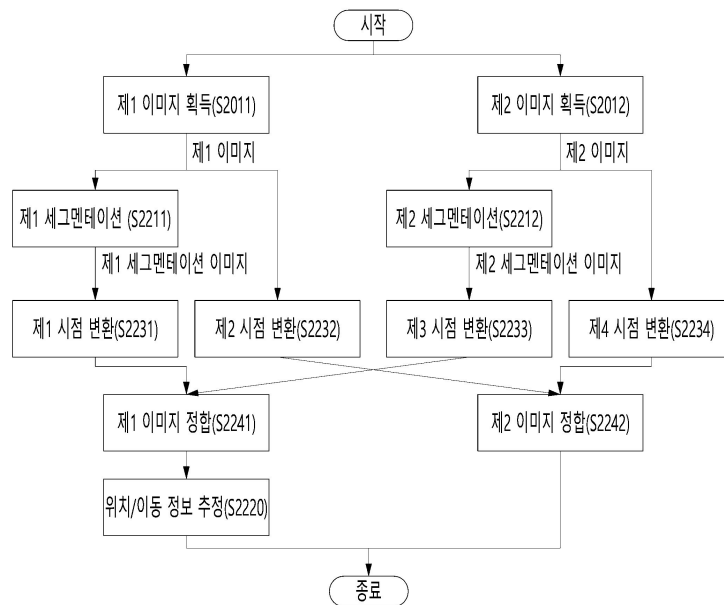 시작
제1 이미지 획득(S2011)
제2 이미지 획득(S2012)
제1 이미지
제2 이미지
제1 세그멘테이션 (S2211)
제2 세그멘테이션(S2212)
제1 세그멘테이션 이미지
제2 세그멘테이션 이미지
제1 시점 변환(S2231)
제2 시점 변환(S2232)
제3 시점 변환(S2233)
제4 시점 변환(S2234)
제1 이미지 정합(S2241)
제2 이미지 정합(S2242)
위치/이동 정보 추정(S2220)
종료